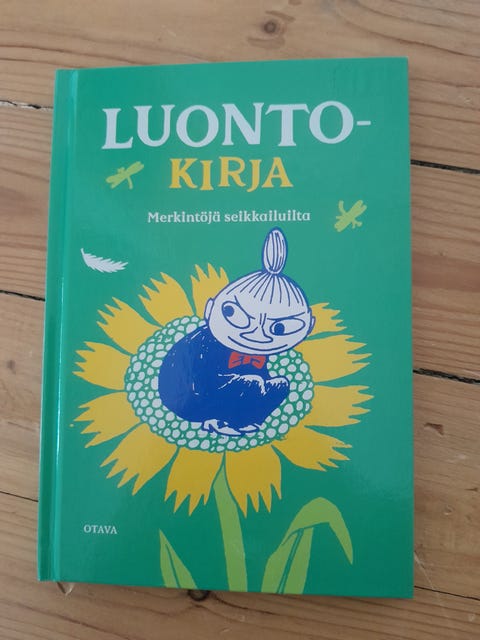 LUONTO-
KIRJA
Merkintöjä seikkailuilta
OTAVA